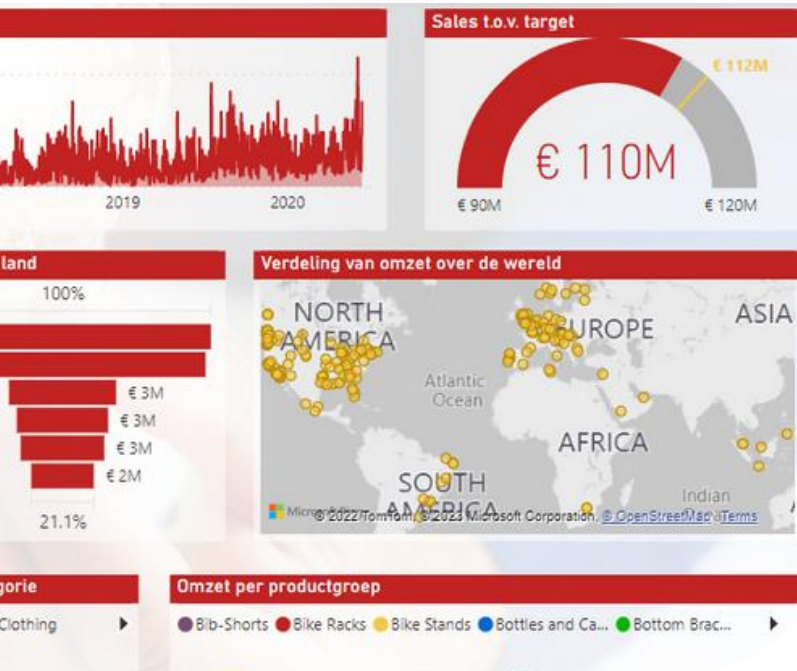 Sales t.o.v. target
€ 112M
€ 110M
€ 90M
€ 120M
2019
2020
land
100%
€ 3M
€ 3M
€ 3M
€ 2M
21.1%
Verdeling van omzet over de wereld
NORTH
AMERICA
EUROPE
ASIA
Atlantic
Ocean
AFRICA
SOUTH
AMERICA
Indian
© 2022 TomTom, © 2023 Microsoft Corporation, © OpenStreetMap Terms
gorie
Clothing
Omzet per productgroep
Bib-Shorts Bike Racks Bike Stands Bottles and Ca... Bottom Brac...